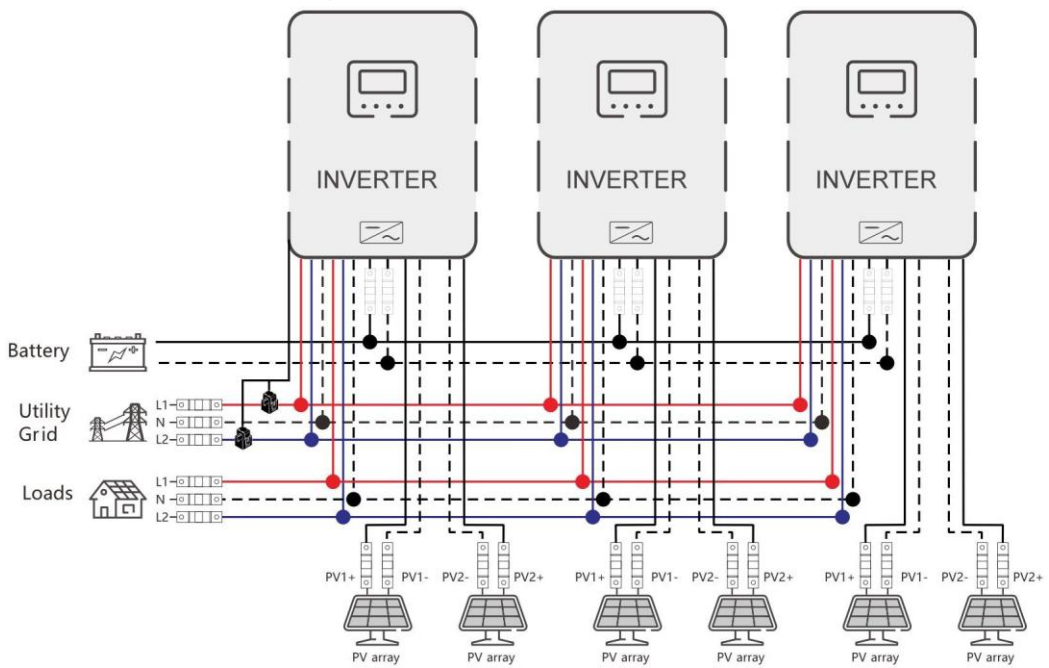 INVERTER
INVERTER
INVERTER
Battery
Utility
Grid
L1
N
L2
Loads
L1
N
L2
PV1+
PV1-
PV2-
PV2+
PV1+
PV1-
PV2-
PV2+
PV1+
PV1-
PV2-
PV2+
PV array
PV array
PV array
PV array
PV array
PV array